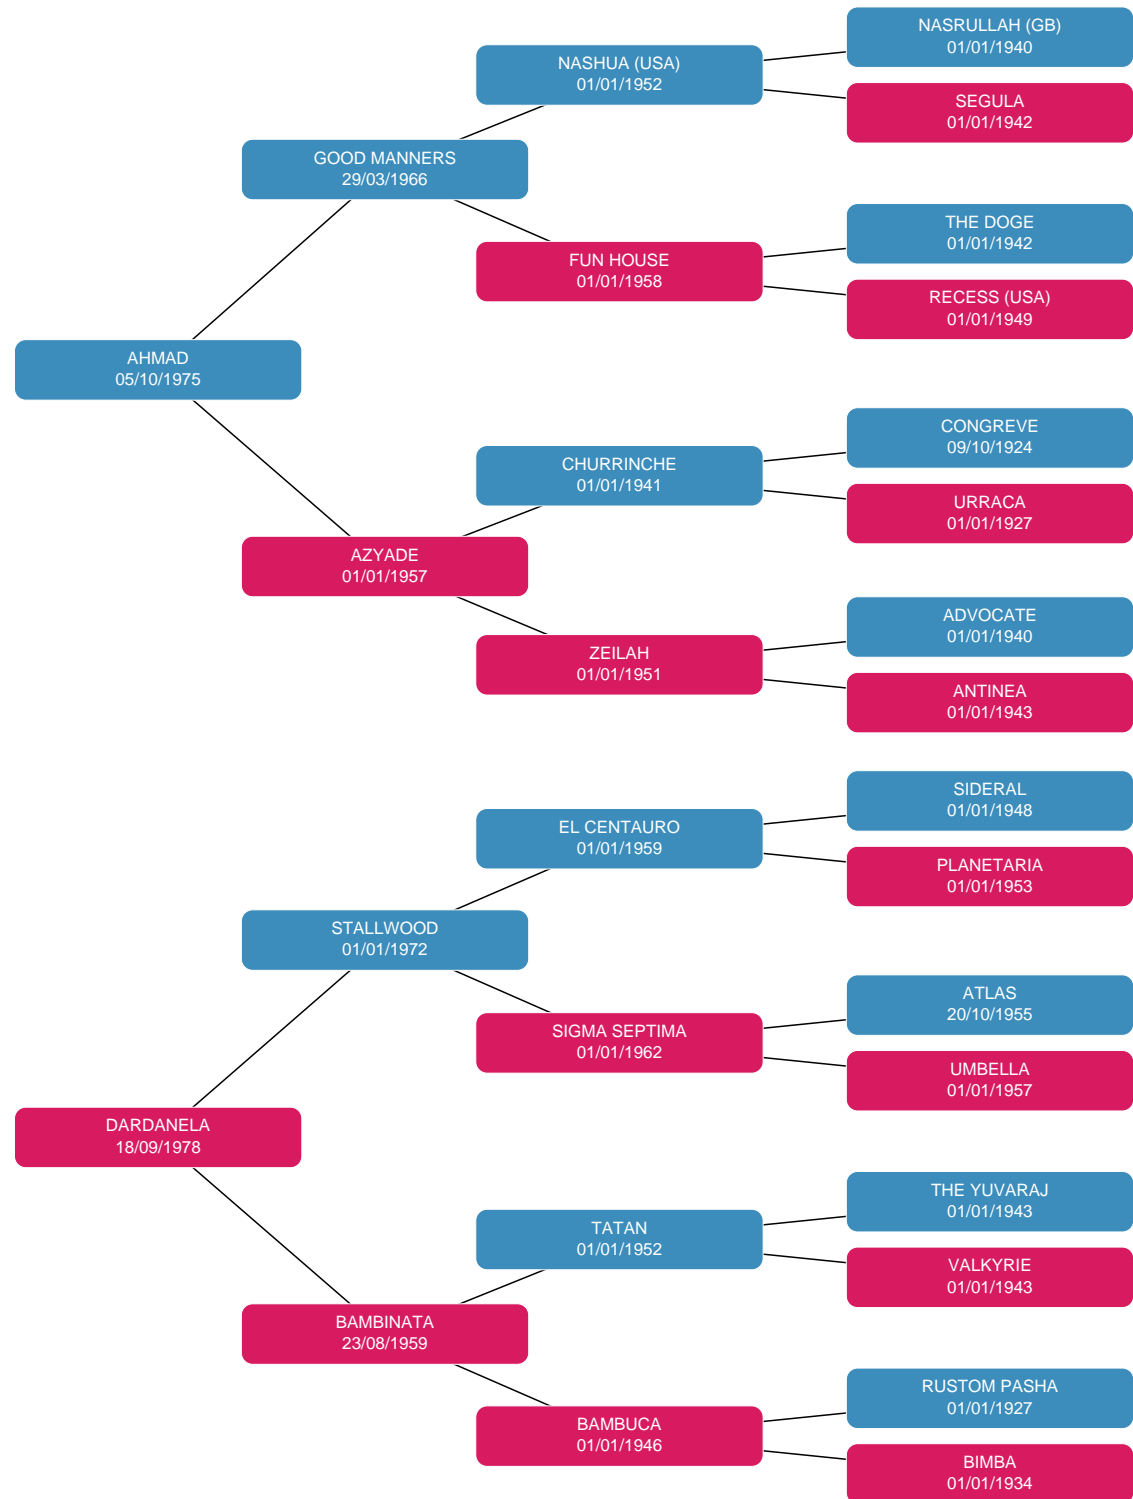 NASRULLAH (GB)
01/01/1940
NASHUA (USA)
01/01/1952
SEGULA
01/01/1942
GOOD MANNERS
29/03/1966
THE DOGE
01/01/1942
FUN HOUSE
01/01/1958
RECESS (USA)
01/01/1949
AHMAD
05/10/1975
CONGREVE
09/10/1924
CHURRINCHE
01/01/1941
URRACA
01/01/1927
AZYADE
01/01/1957
ADVOCATE
01/01/1940
ZEILAH
01/01/1951
ANTINEA
01/01/1943
SIDERAL
01/01/1948
EL CENTAURO
01/01/1959
PLANETARIA
01/01/1953
STALLWOOD
01/01/1972
ATLAS
20/10/1955
SIGMA SEPTIMA
01/01/1962
UMBELLA
01/01/1957
DARDANELA
18/09/1978
THE YUVARAJ
01/01/1943
TATAN
01/01/1952
VALKYRIE
01/01/1943
BAMBINATA
23/08/1959
RUSTOM PASHA
01/01/1927
BAMBUCA
01/01/1946
BIMBA
01/01/1934